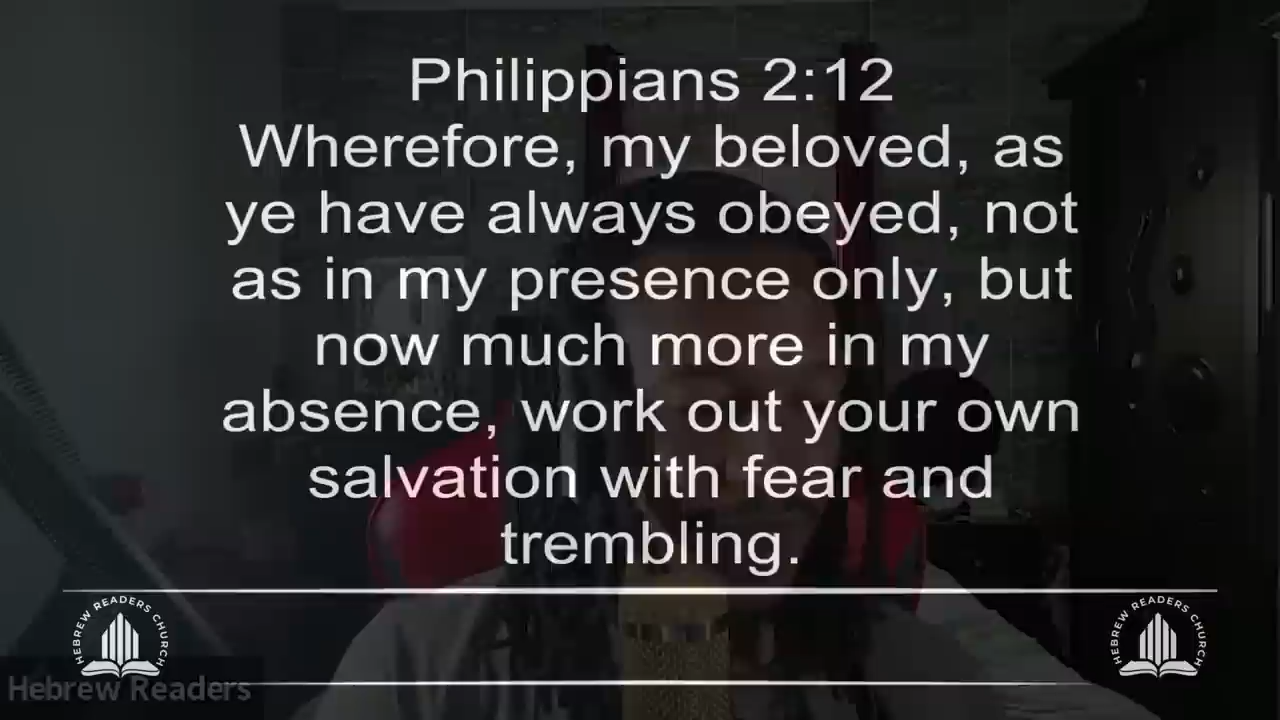 Philippians 2:12
Wherefore, my beloved, as
ye have always obeyed, not
as in my presence only, but
now much more in my
absence, work out your own
salvation with fear and
trembling.
HEBREW READERS CHURCH
HEBREW READERS CHURCH
Hebrew Readers